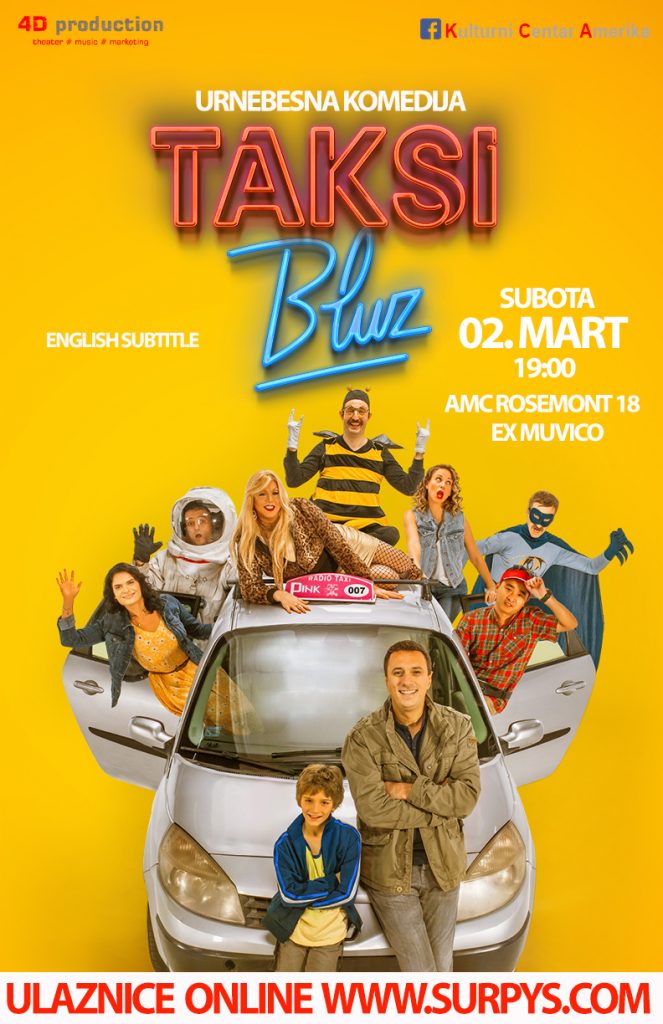 4D production
theater # music # marketing
Kulturni Centar Amerika
URNEBESNA KOMEDIJA
TAKSI
Bluz
ENGLISH SUBTITLE
SUBOTA
02. MART
19:00
AMC ROSEMONT 18
EX MUVICO
RADIO TAXI
PINK 007
ULAZNICE ONLINE WWW.SURPYS.COM